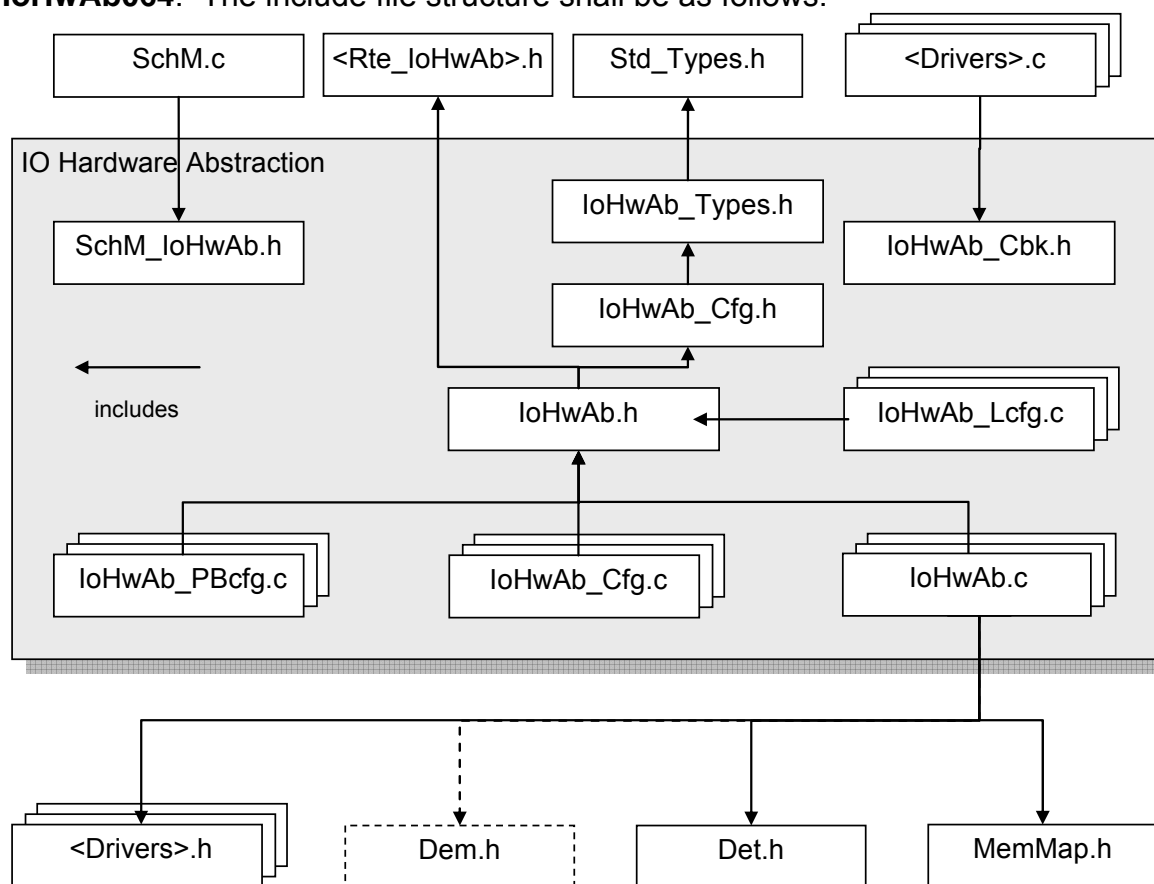 IoHwAb004: The include file structure shall be as follows:
SchM.c
<Rte_IoHwAb>.h
Std_Types.h
<Drivers>.c
IO Hardware Abstraction
IoHwAb_Types.h
SchM_IoHwAb.h
IoHwAb_Cbk.h
IoHwAb_Cfg.h
includes
IoHwAb.h
IoHwAb_Lcfg.c
IoHwAb_PBcfg.c
IoHwAb_Cfg.c
IoHwAb.c
<Drivers>.h
Dem.h
Det.h
MemMap.h